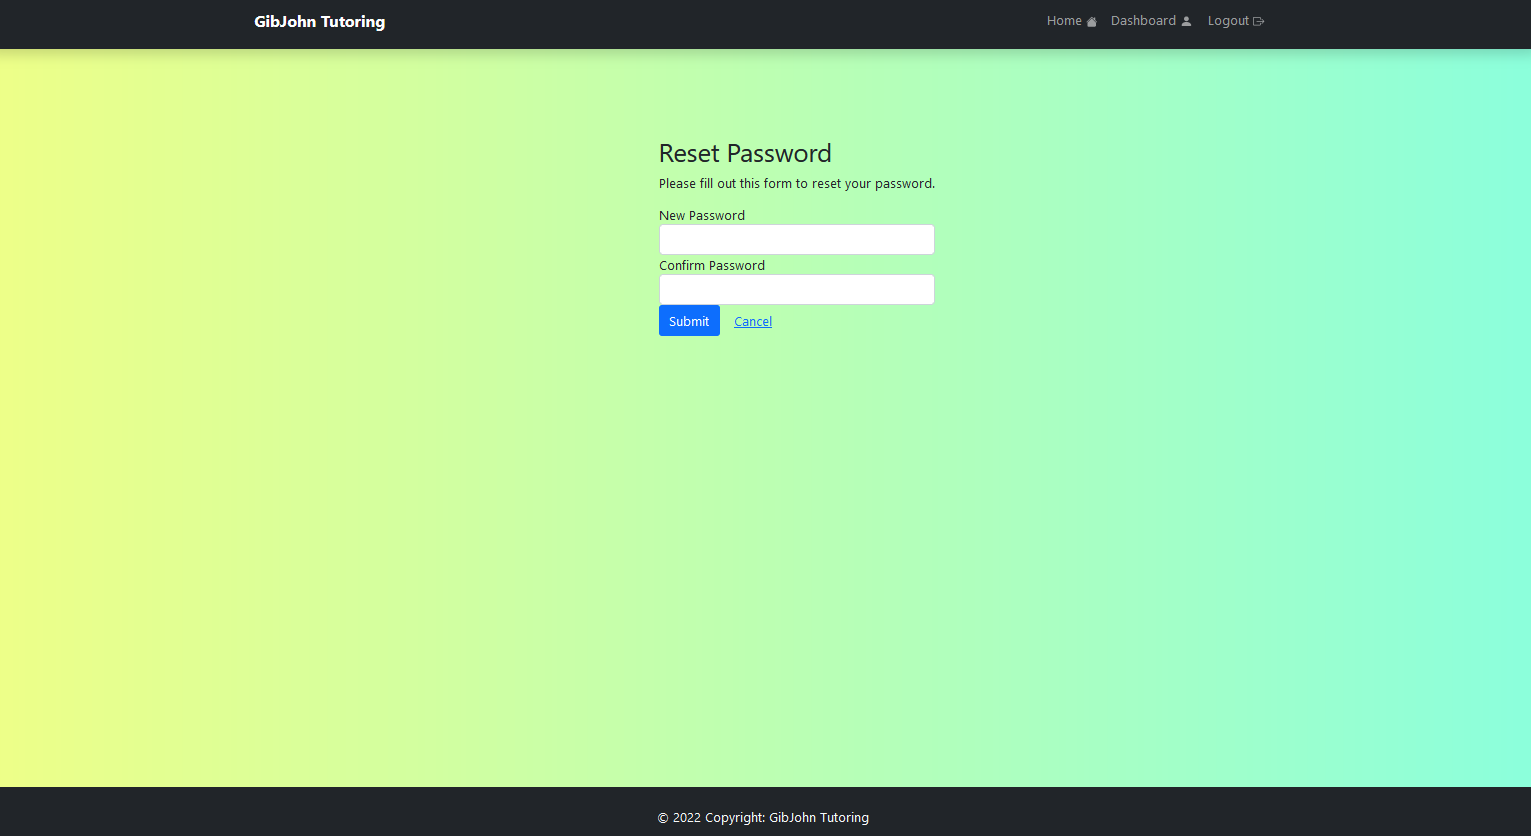 GibJohn Tutoring
Home Dashboard Logout
Reset Password
Please fill out this form to reset your password.
New Password
Confirm Password
Submit Cancel
© 2022 Copyright: GibJohn Tutoring